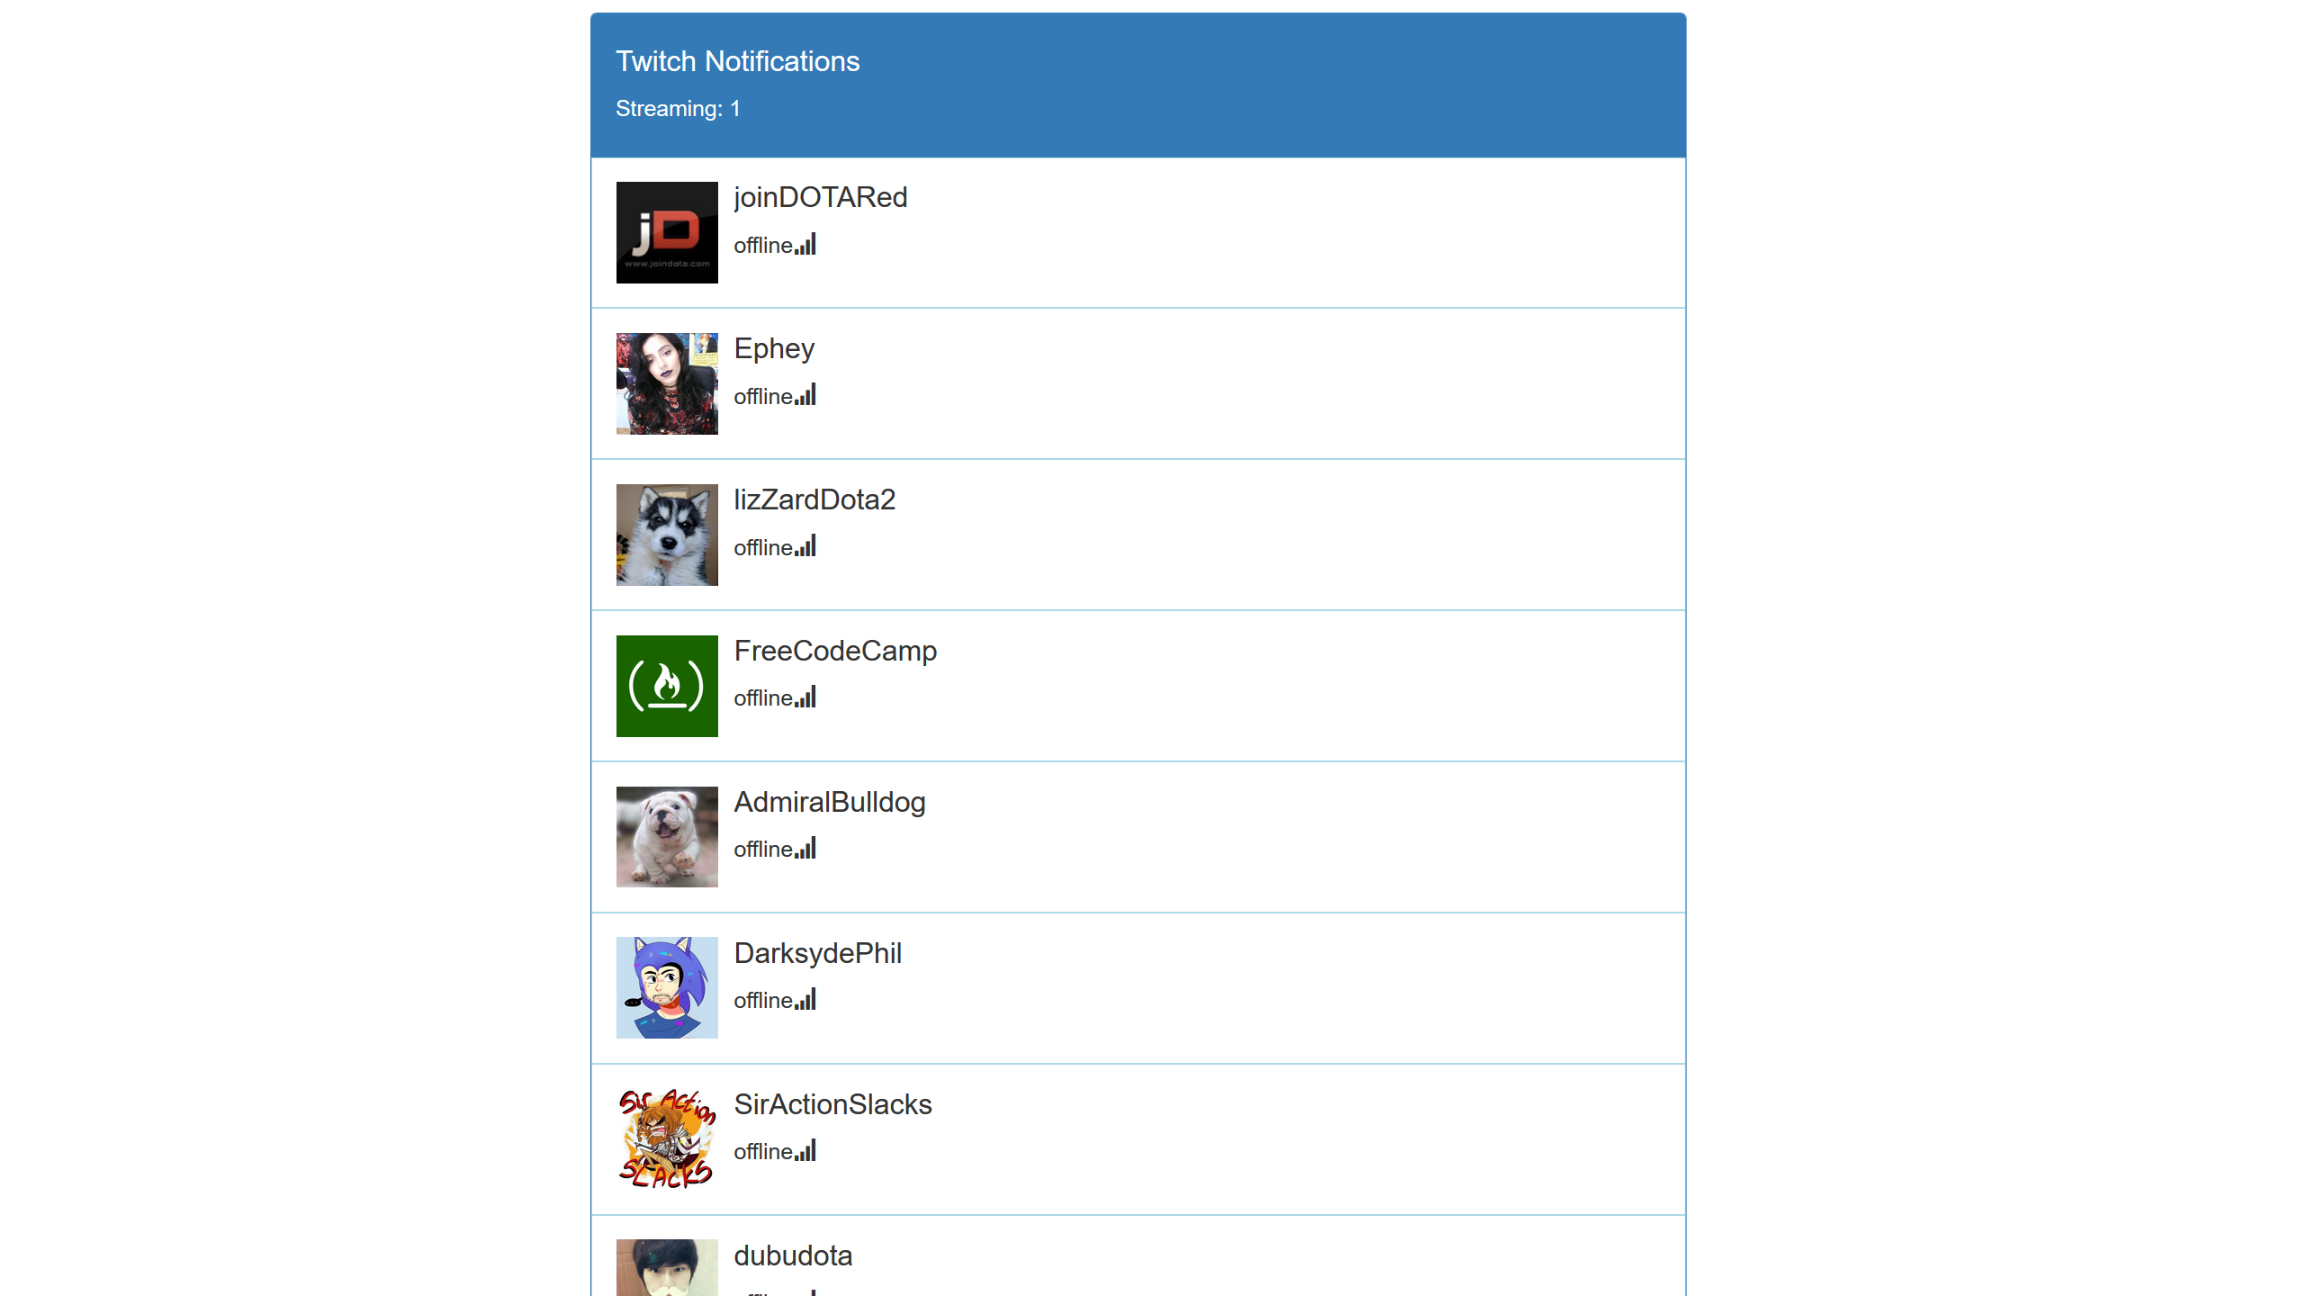 Twitch Notifications
Streaming: 1
jD
www.joindota.com
joinDOTARed
offline
Ephey
offline
lizZardDota2
offline
FreeCodeCamp
offline
AdmiralBulldog
offline
DarksydePhil
offline
Sir Action
Slacks
SirActionSlacks
offline
dubudota